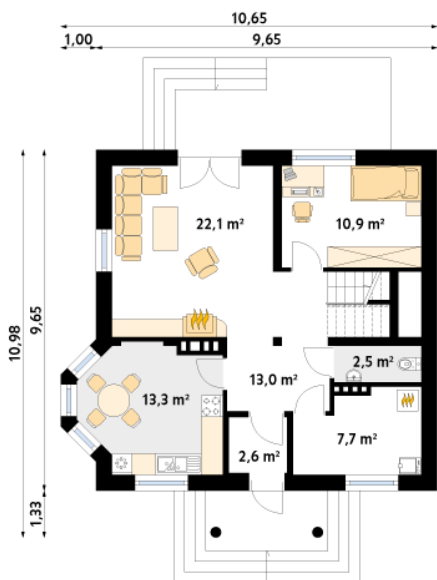 10,65
1,00 9,65
22,1 m²
10,9 m²
10,98
9,65
2,5 m²
13,0 m²
13,3 m²
7,7 m²
2,6 m²
1,33